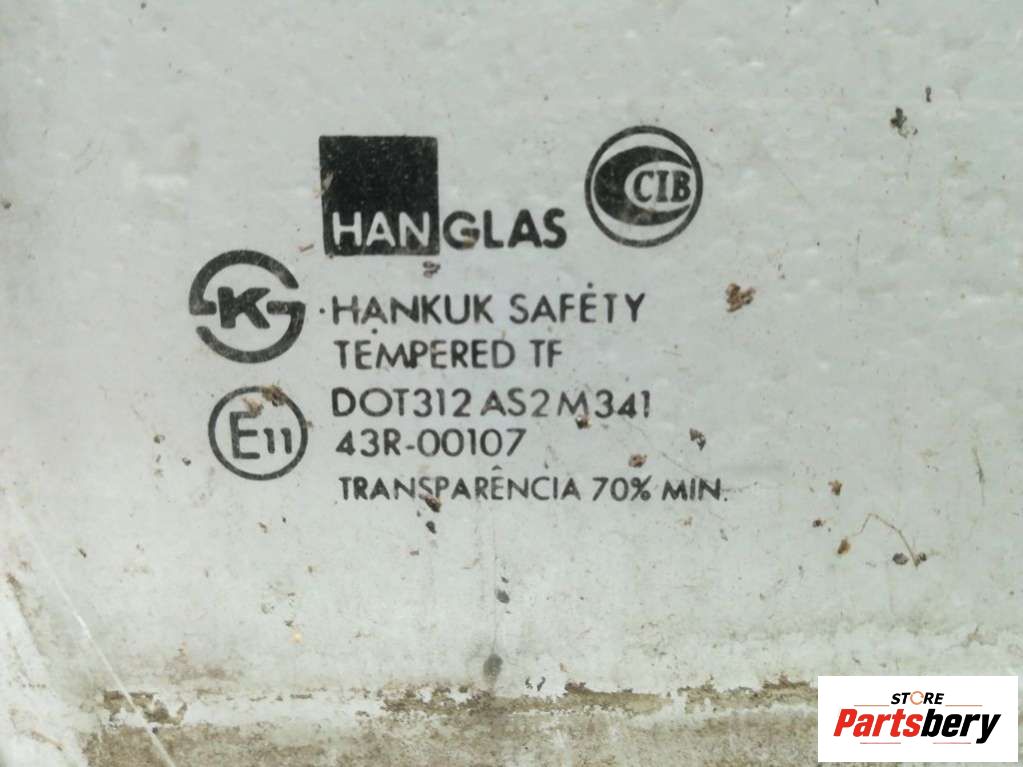 HANGLAS
CIB
K
HANKUK SAFETY
TEMPERED TF
DOT312 AS2 M341
E11
43R-00107
TRANSPARÊNCIA 70% MIN.
STORE
Partsbery